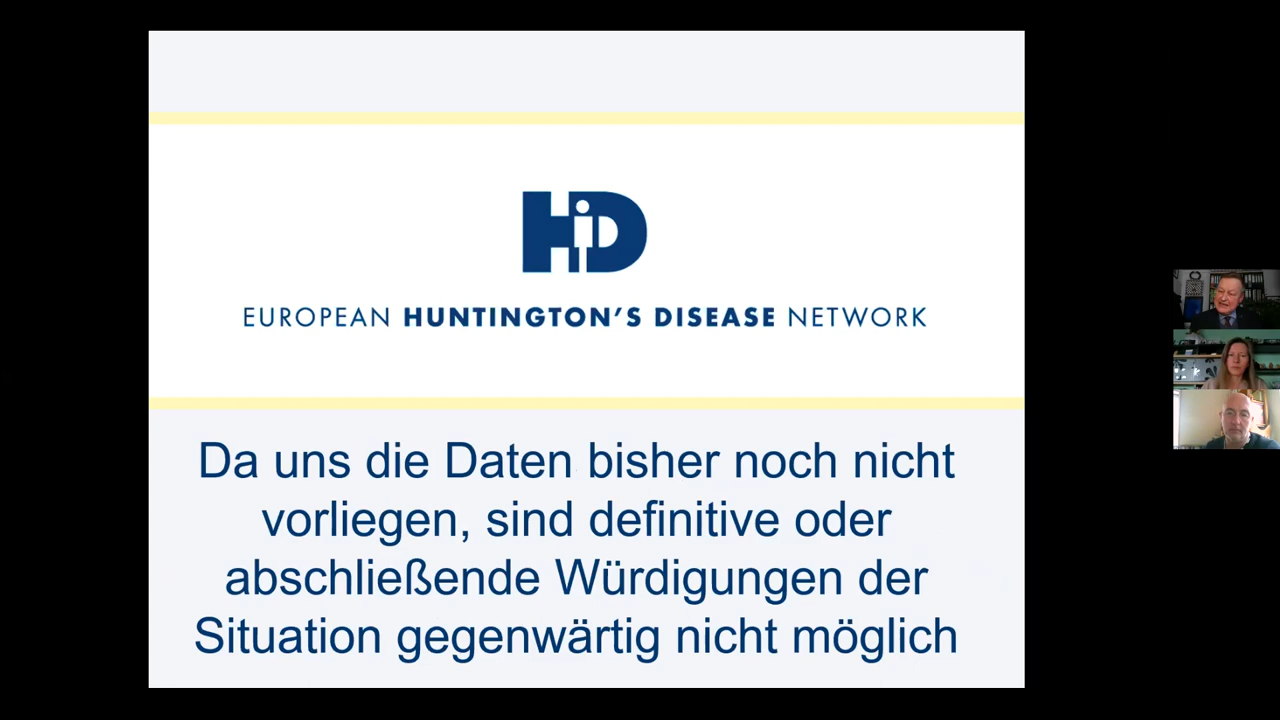 HD
EUROPEAN HUNTINGTON'S DISEASE NETWORK
Da uns die Daten bisher noch nicht
vorliegen, sind definitive oder
abschließende Würdigungen der
Situation gegenwärtig nicht möglich